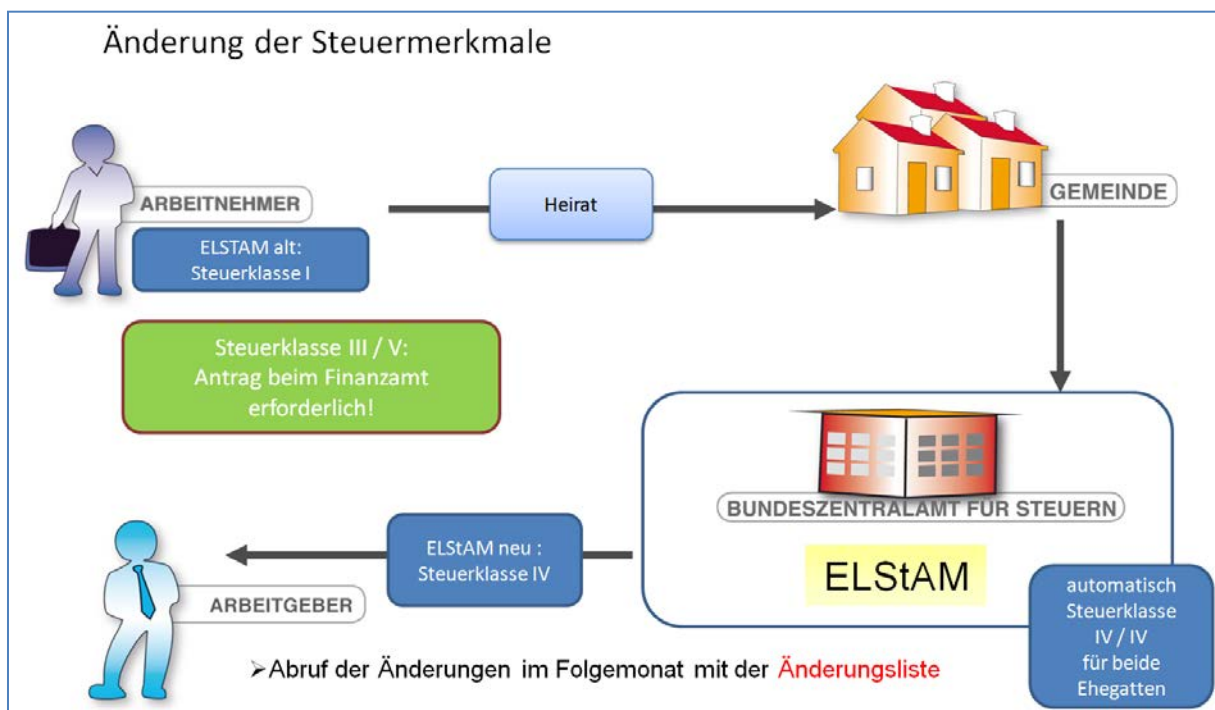 Änderung der Steuermerkmale
ARBEITNEHMER
ELSTAM alt:
Steuerklasse I
Heirat
GEMEINDE
Steuerklasse III / V:
Antrag beim Finanzamt
erforderlich!
BUNDESZENTRALAMT FÜR STEUERN
ELStAM
automatisch
Steuerklasse
IV / IV
für beide
Ehegatten
ELStAM neu :
Steuerklasse IV
ARBEITGEBER
➢Abruf der Änderungen im Folgemonat mit der Änderungsliste